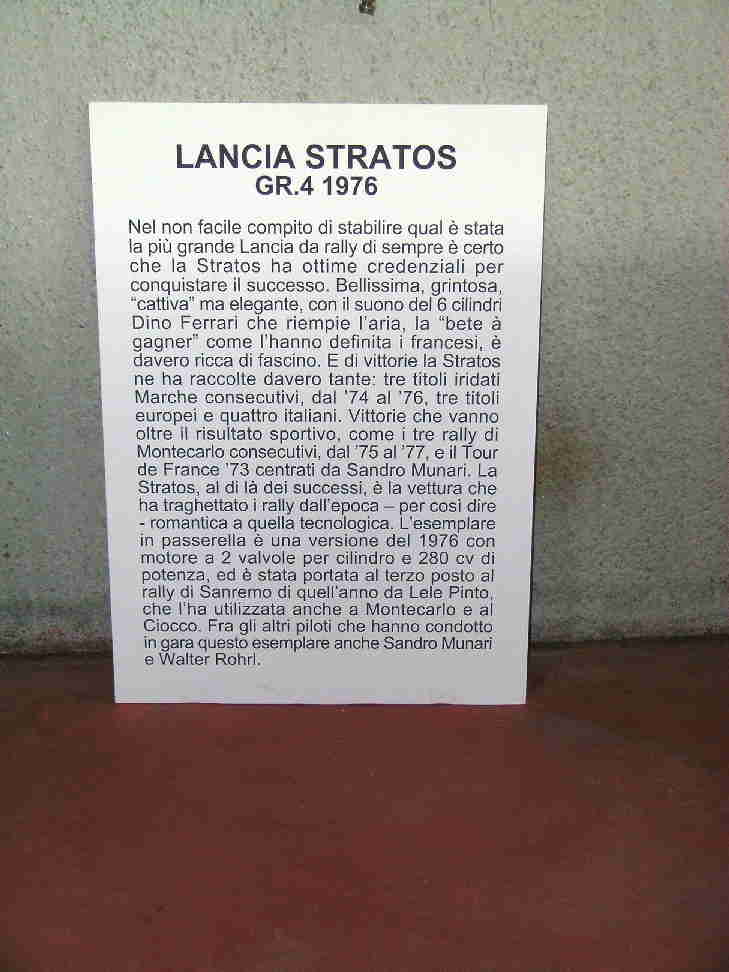 LANCIA STRATOS
GR.4 1976
Nel non facile compito di stabilire qual è stata
la più grande Lancia da rally di sempre è certo
che la Stratos ha ottime credenziali per
conquistare il successo. Bellissima, grintosa,
“cattiva” ma elegante, con il suono del 6 cilindri
Dino Ferrari che riempie l’aria, la “bete à
gagner” come l’hanno definita i francesi, è
davero ricca di fascino. E di vittorie la Stratos
ne ha raccolte davero tante: tre titoli iridati
Marche consecutivi, dal ’74 al ’76, tre titoli
europei e quattro italiani. Vittorie che vanno
oltre il risultato sportivo, come i tre rally di
Montecarlo consecutivi, dal ’75 al ’77, e il Tour
de France ’73 centrati da Sandro Munari. La
Stratos, al di là dei successi, è la vettura che
ha traghettato i rally dall’epoca – per così dire
- romantica a quella tecnologica. L’esemplare
in passerella è una versione del 1976 con
motore a 2 valvole per cilindro e 280 cv di
potenza, ed è stata portata al terzo posto al
rally di Sanremo di quell’anno da Lele Pinto,
che l’ha utilizzata anche a Montecarlo e al
Ciocco. Fra gli altri piloti che hanno condotto
in gara questo esemplare anche Sandro Munari
e Walter Rohrl.